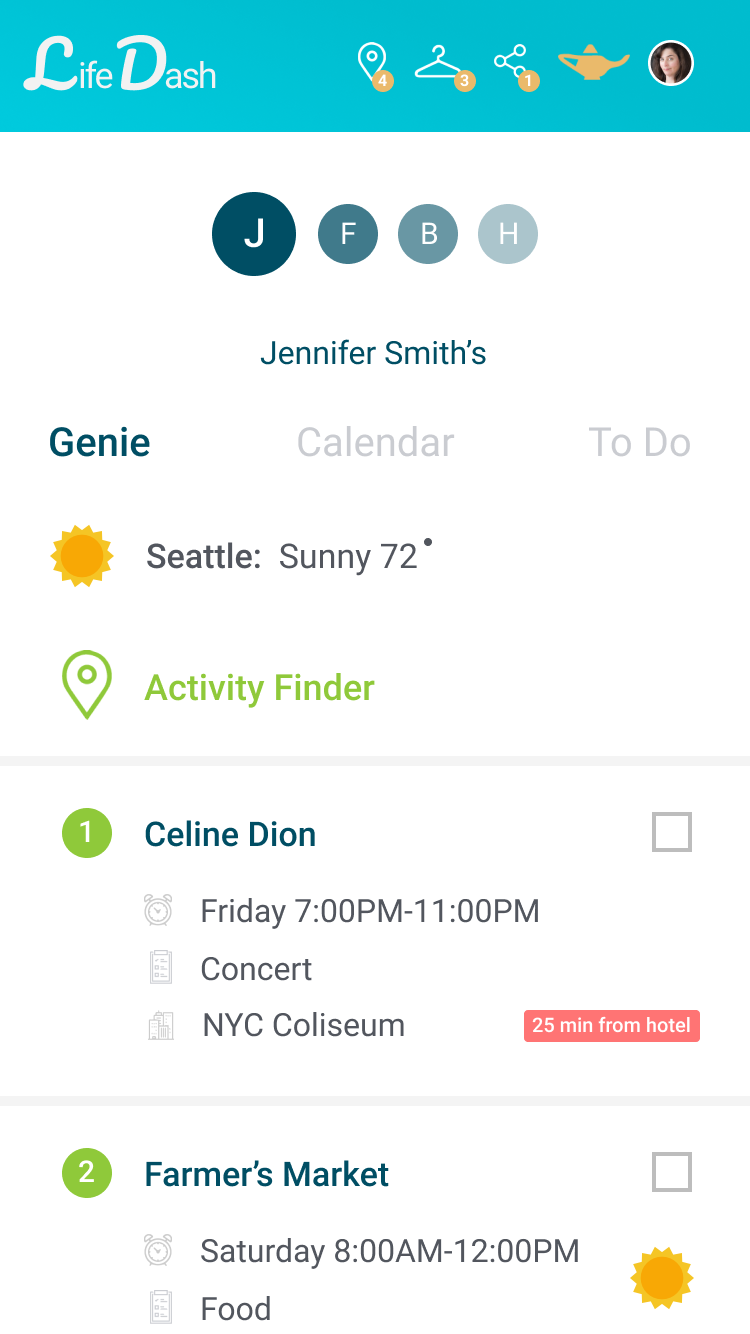 Life Dash
4 3 1
J F B H
Jennifer Smith’s
Genie Calendar To Do
Seattle: Sunny 72°
Activity Finder
1 Celine Dion
Friday 7:00PM-11:00PM
Concert
NYC Coliseum 25 min from hotel
2 Farmer’s Market
Saturday 8:00AM-12:00PM
Food